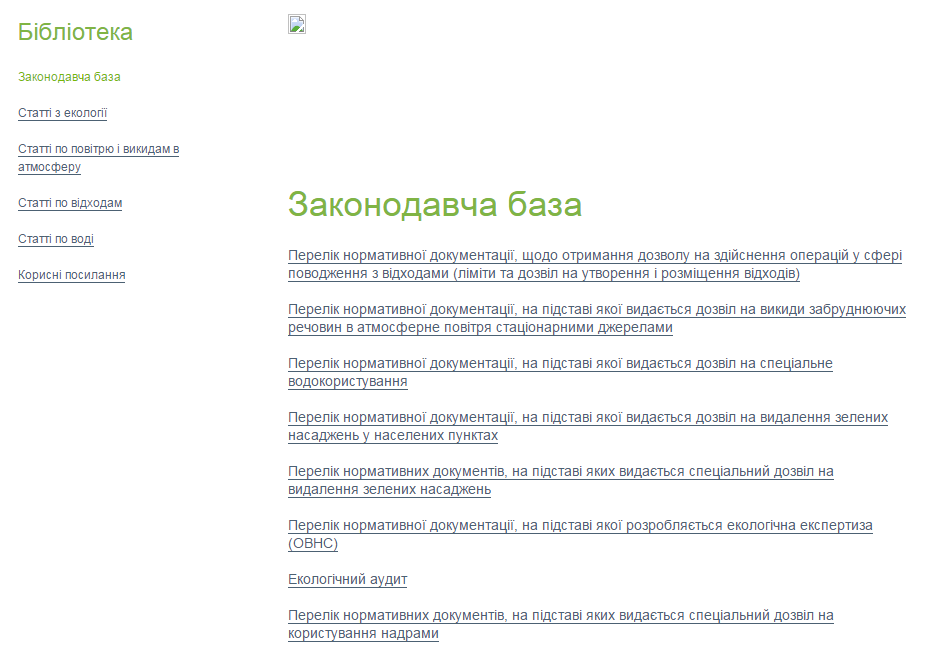 Бібліотека
Законодавча база
Статті з екології
Статті по повітрю і викидам в
атмосферу
Статті по відходам
Статті по воді
Корисні посилання
Законодавча база
Перелік нормативної документації, щодо отримання дозволу на здійснення операцій у сфері
поводження з відходами (ліміти та дозвіл на утворення і розміщення відходів)
Перелік нормативної документації, на підставі якої видається дозвіл на викиди забруднюючих
речовин в атмосферне повітря стаціонарними джерелами
Перелік нормативної документації, на підставі якої видається дозвіл на спеціальне
водокористування
Перелік нормативної документації, на підставі якої видається дозвіл на видалення зелених
насаджень у населених пунктах
Перелік нормативних документів, на підставі яких видається спеціальний дозвіл на
видалення зелених насаджень
Перелік нормативної документації, на підставі якої розробляється екологічна експертиза
(ОВНС)
Екологічний аудит
Перелік нормативних документів, на підставі яких видається спеціальний дозвіл на
користування надрами